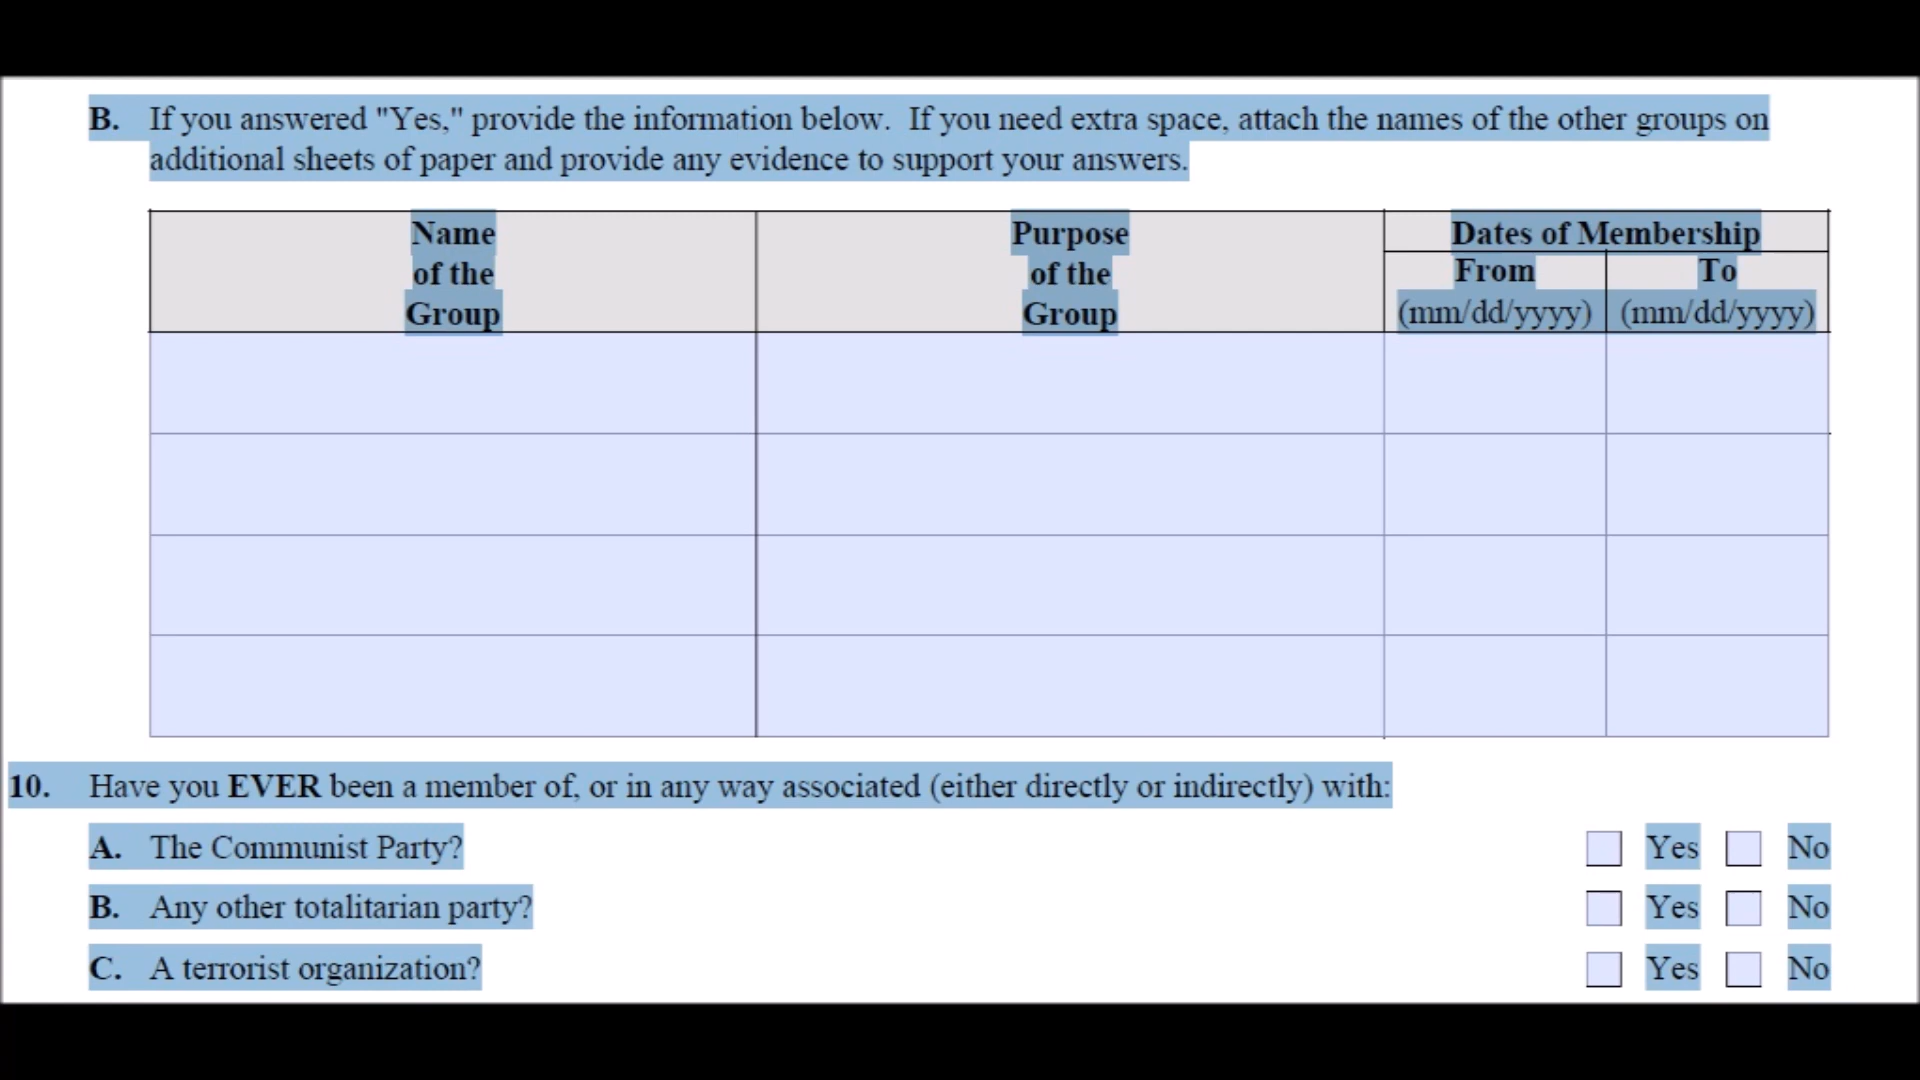 B. If you answered "Yes," provide the information below. If you need extra space, attach the names of the other groups on
additional sheets of paper and provide any evidence to support your answers.
Name
of the
Group
Purpose
of the
Group
Dates of Membership
From
(mm/dd/yyyy)
To
(mm/dd/yyyy)
10. Have you EVER been a member of, or in any way associated (either directly or indirectly) with:
A. The Communist Party? Yes No
B. Any other totalitarian party? Yes No
C. A terrorist organization? Yes No